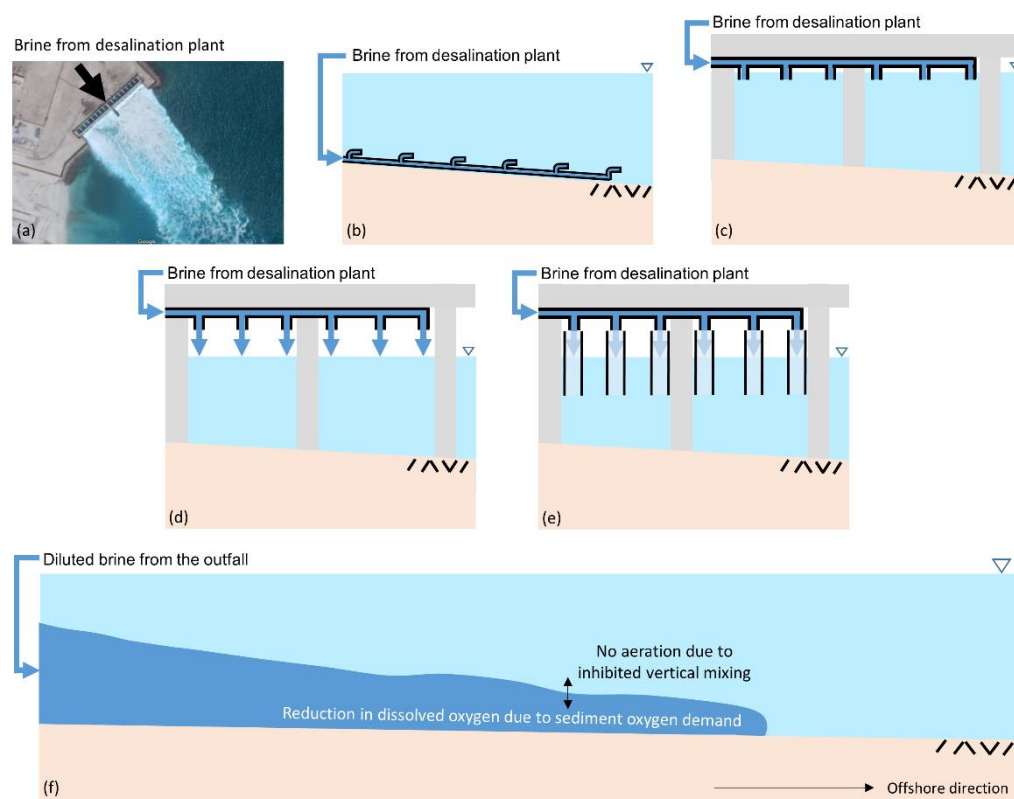 Brine from desalination plant
(a)
Google
Brine from desalination plant
(b)
Brine from desalination plant
(c)
Brine from desalination plant
(d)
Brine from desalination plant
(e)
Diluted brine from the outfall
No aeration due to
inhibited vertical mixing
Reduction in dissolved oxygen due to sediment oxygen demand
(f)
Offshore direction